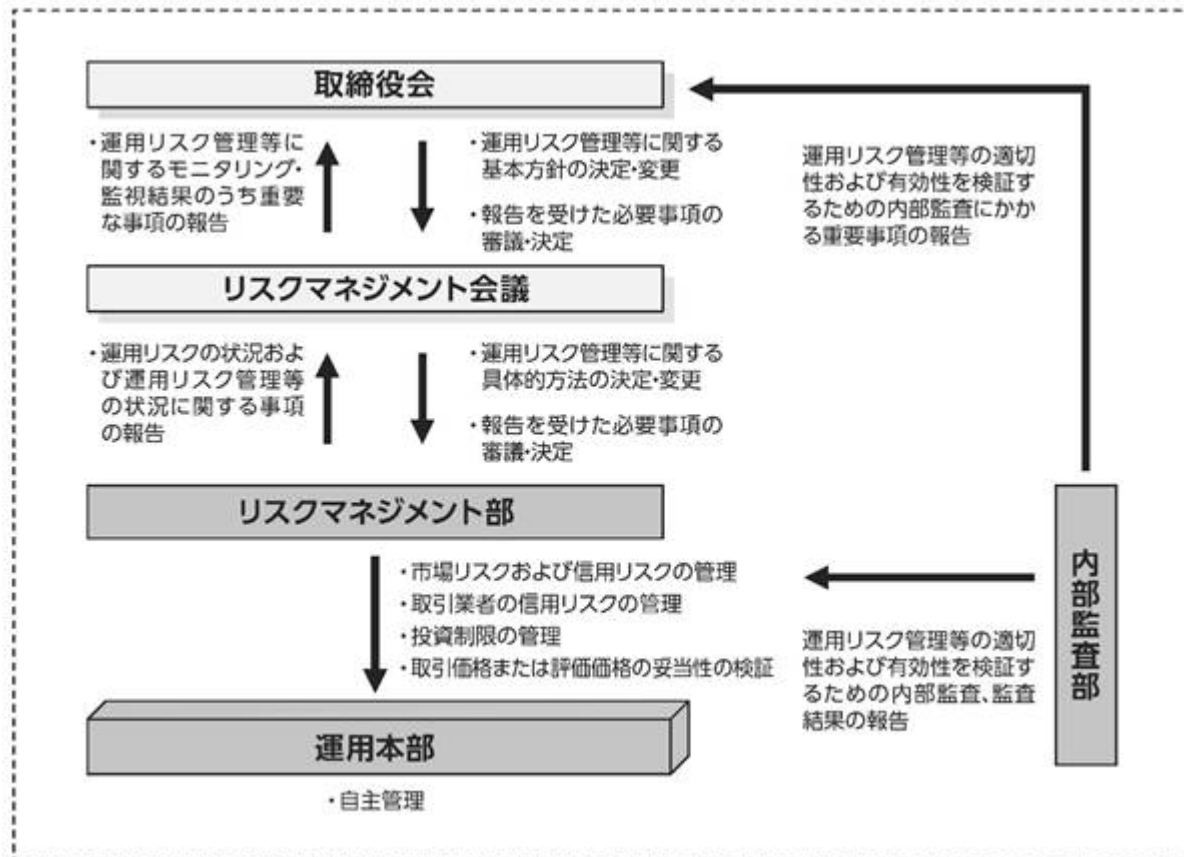 取締役会
・運用リスク管理等に
関するモニタリング・
監視結果のうち重要
な事項の報告
・運用リスク管理等に関する
基本方針の決定・変更
・報告を受けた必要事項の
審議・決定
運用リスク管理等の適切
性および有効性を検証す
るための内部監査にかか
る重要事項の報告
リスクマネジメント会議
・運用リスクの状況およ
び運用リスク管理等
の状況に関する事項
の報告
・運用リスク管理等に関する
具体的方法の決定・変更
・報告を受けた必要事項の
審議・決定
リスクマネジメント部
・市場リスクおよび信用リスクの管理
・取引業者の信用リスクの管理
・投資制限の管理
・取引価格または評価価格の妥当性の検証
内部監査部
運用リスク管理等の適切
性および有効性を検証す
るための内部監査、監査
結果の報告
運用本部
・自主管理